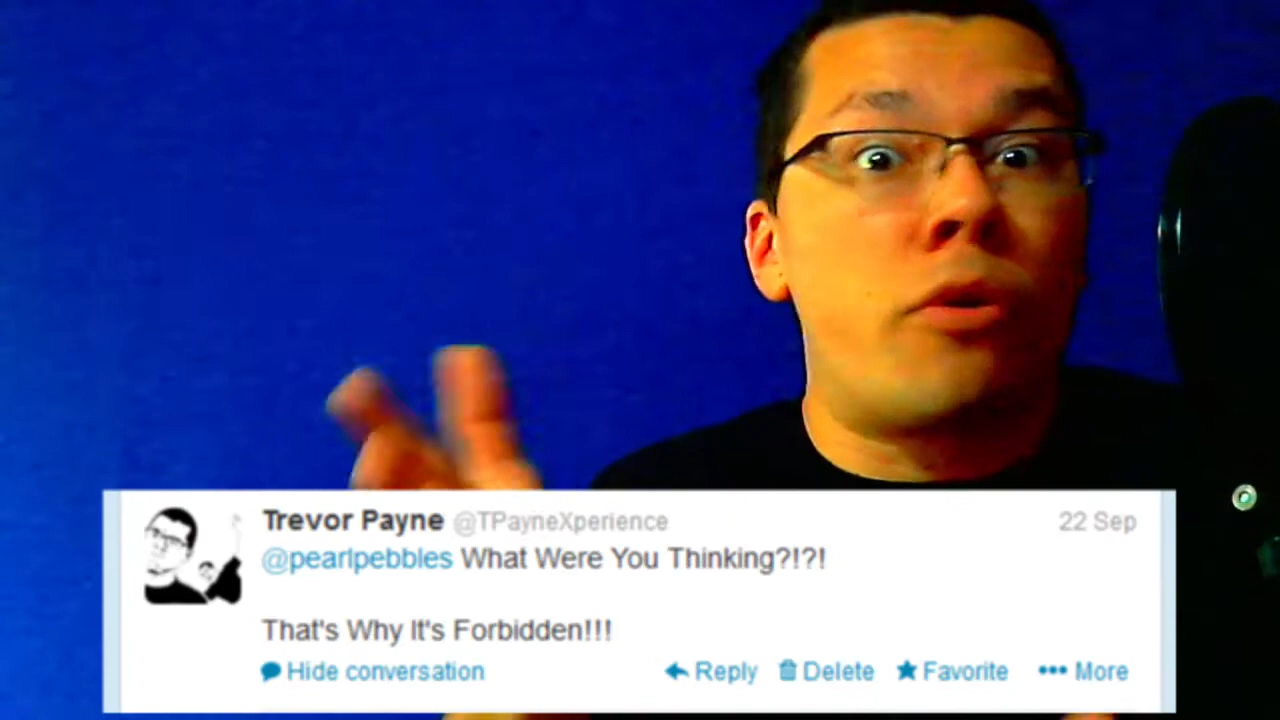 Trevor Payne @TPayneXperience 22 Sep
@pearlpebbles What Were You Thinking?!?!
That's Why It's Forbidden!!!
Hide conversation Reply Delete Favorite More